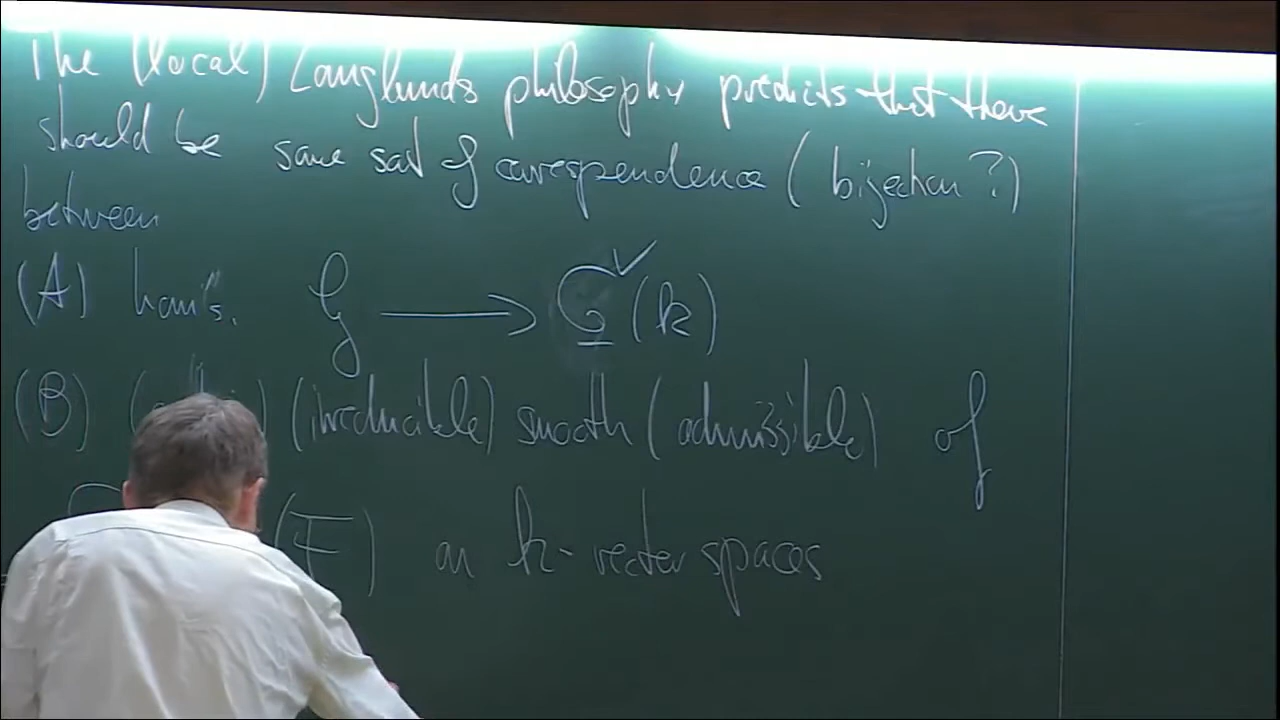 The (local) Langlands philosophy predicts that there
should be some sort of correspondence (bijection ?)
between
(A) hom's. G ⟶ G^∨(k)
(B) (irreducible) smooth (admissible) of
(F) on k-vector spaces